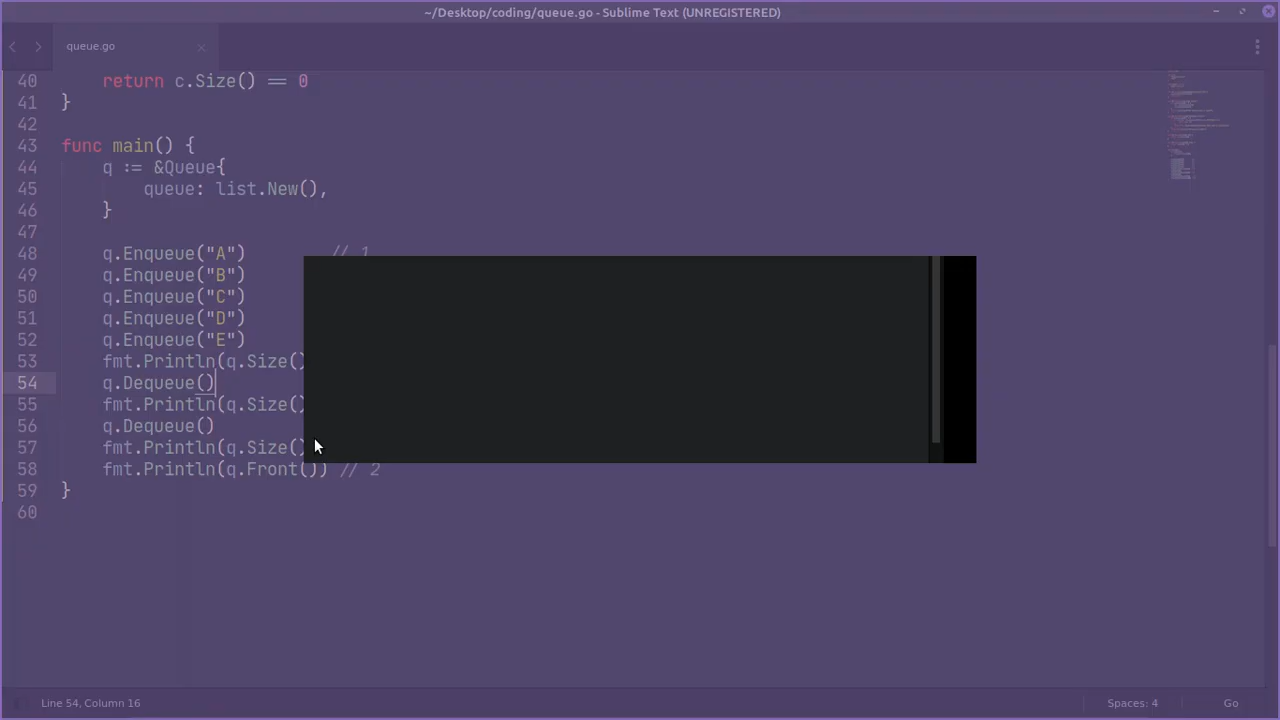 ~/Desktop/coding/queue.go - Sublime Text (UNREGISTERED)
queue.go
40 return c.Size() == 0
41 }
42
43 func main() {
44 q := &Queue{
45 queue: list.New(),
46 }
47
48 q.Enqueue("A") // 1
49 q.Enqueue("B")
50 q.Enqueue("C")
51 q.Enqueue("D")
52 q.Enqueue("E")
53 fmt.Println(q.Size()
54 q.Dequeue()
55 fmt.Println(q.Size()
56 q.Dequeue()
57 fmt.Println(q.Size()
58 fmt.Println(q.Front()) // 2
59 }
60
Line 54, Column 16
Spaces: 4
Go